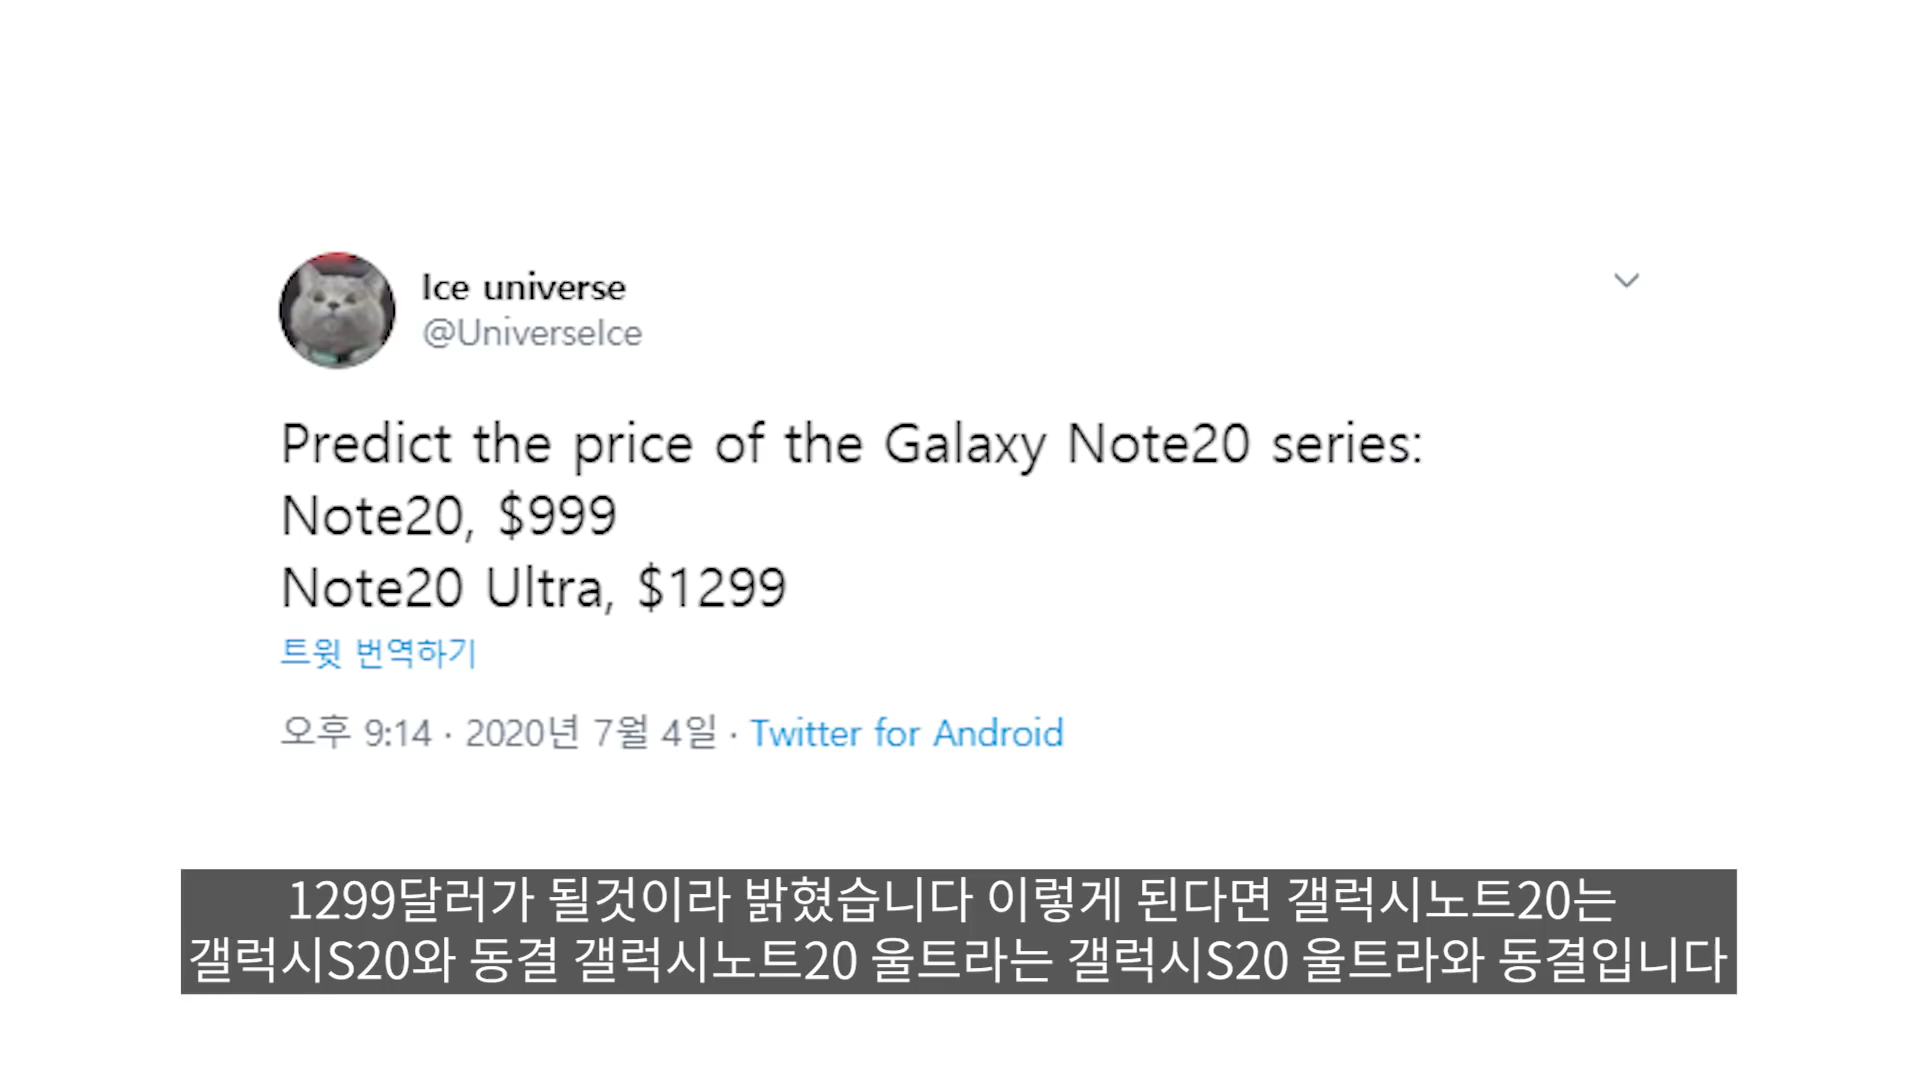 Ice universe
@UniverseIce
Predict the price of the Galaxy Note20 series:
Note20, $999
Note20 Ultra, $1299
트윗 번역하기
오후 9:14 · 2020년 7월 4일 · Twitter for Android
1299달러가 될것이라 밝혔습니다 이렇게 된다면 갤럭시노트20는
갤럭시S20와 동결 갤럭시노트20 울트라는 갤럭시S20 울트라와 동결입니다